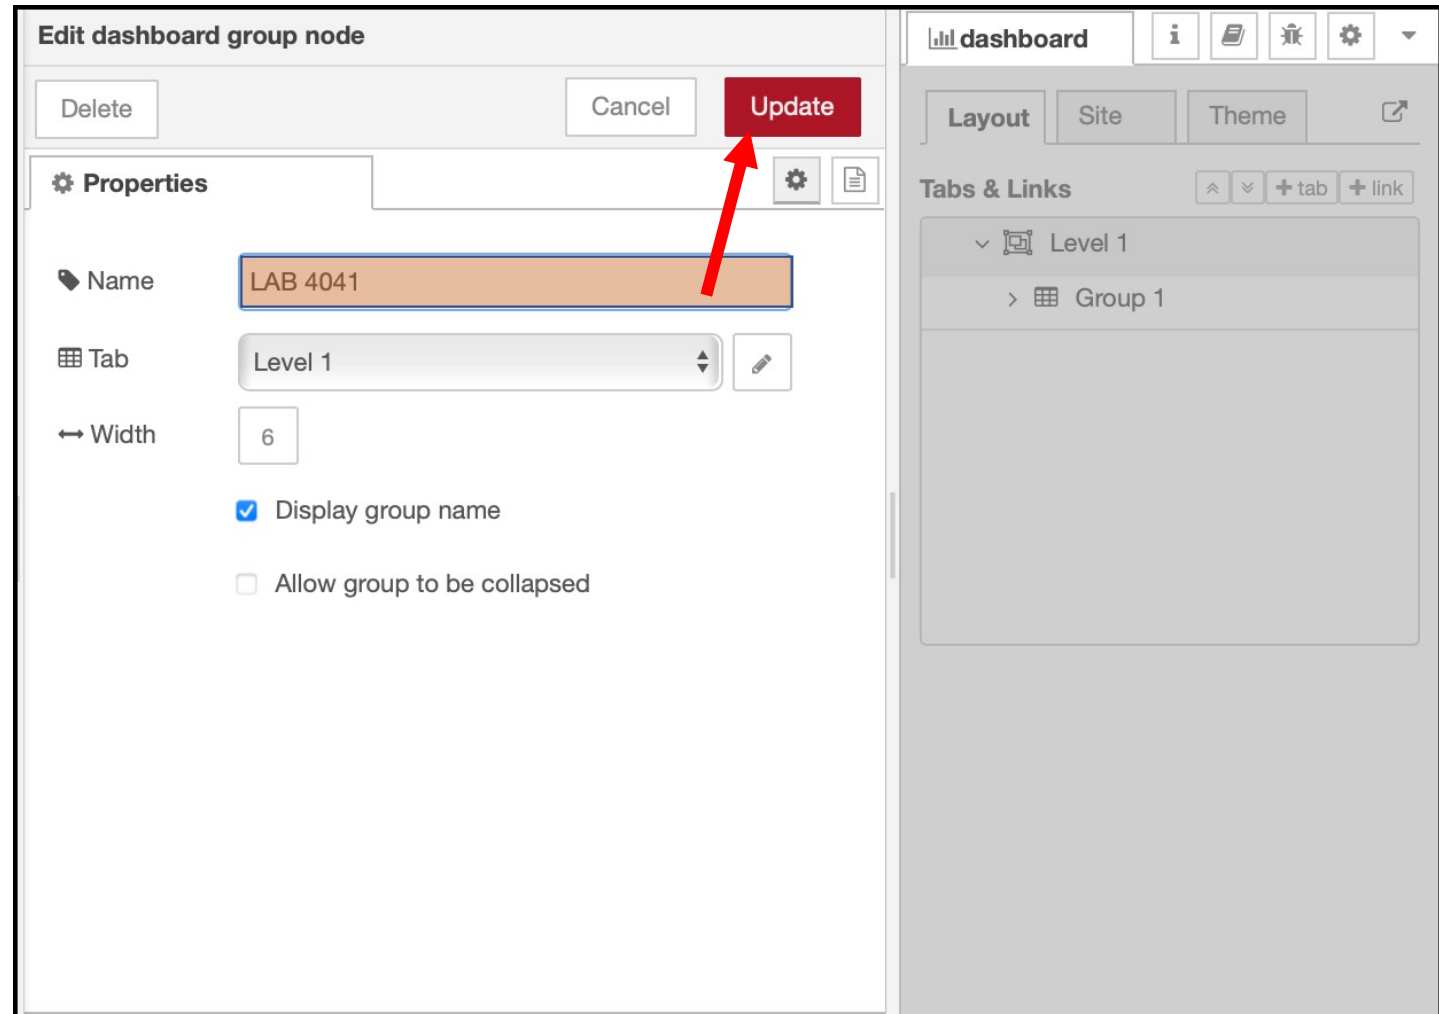 Edit dashboard group node
Delete
Cancel
Update
Properties
Name
LAB 4041
Tab
Level 1
Width
6
Display group name
Allow group to be collapsed
dashboard
i
Layout
Site
Theme
Tabs & Links
+ tab
+ link
Level 1
Group 1